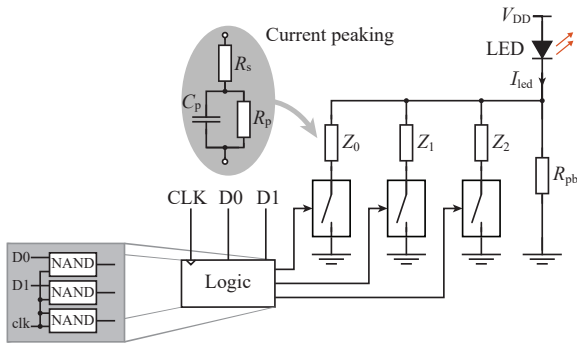 V_DD
Current peaking
LED
R_s
I_led
C_p
R_p
Z_0
Z_1
Z_2
R_pb
CLK D0 D1
D0
NAND
D1
NAND
Logic
clk
NAND